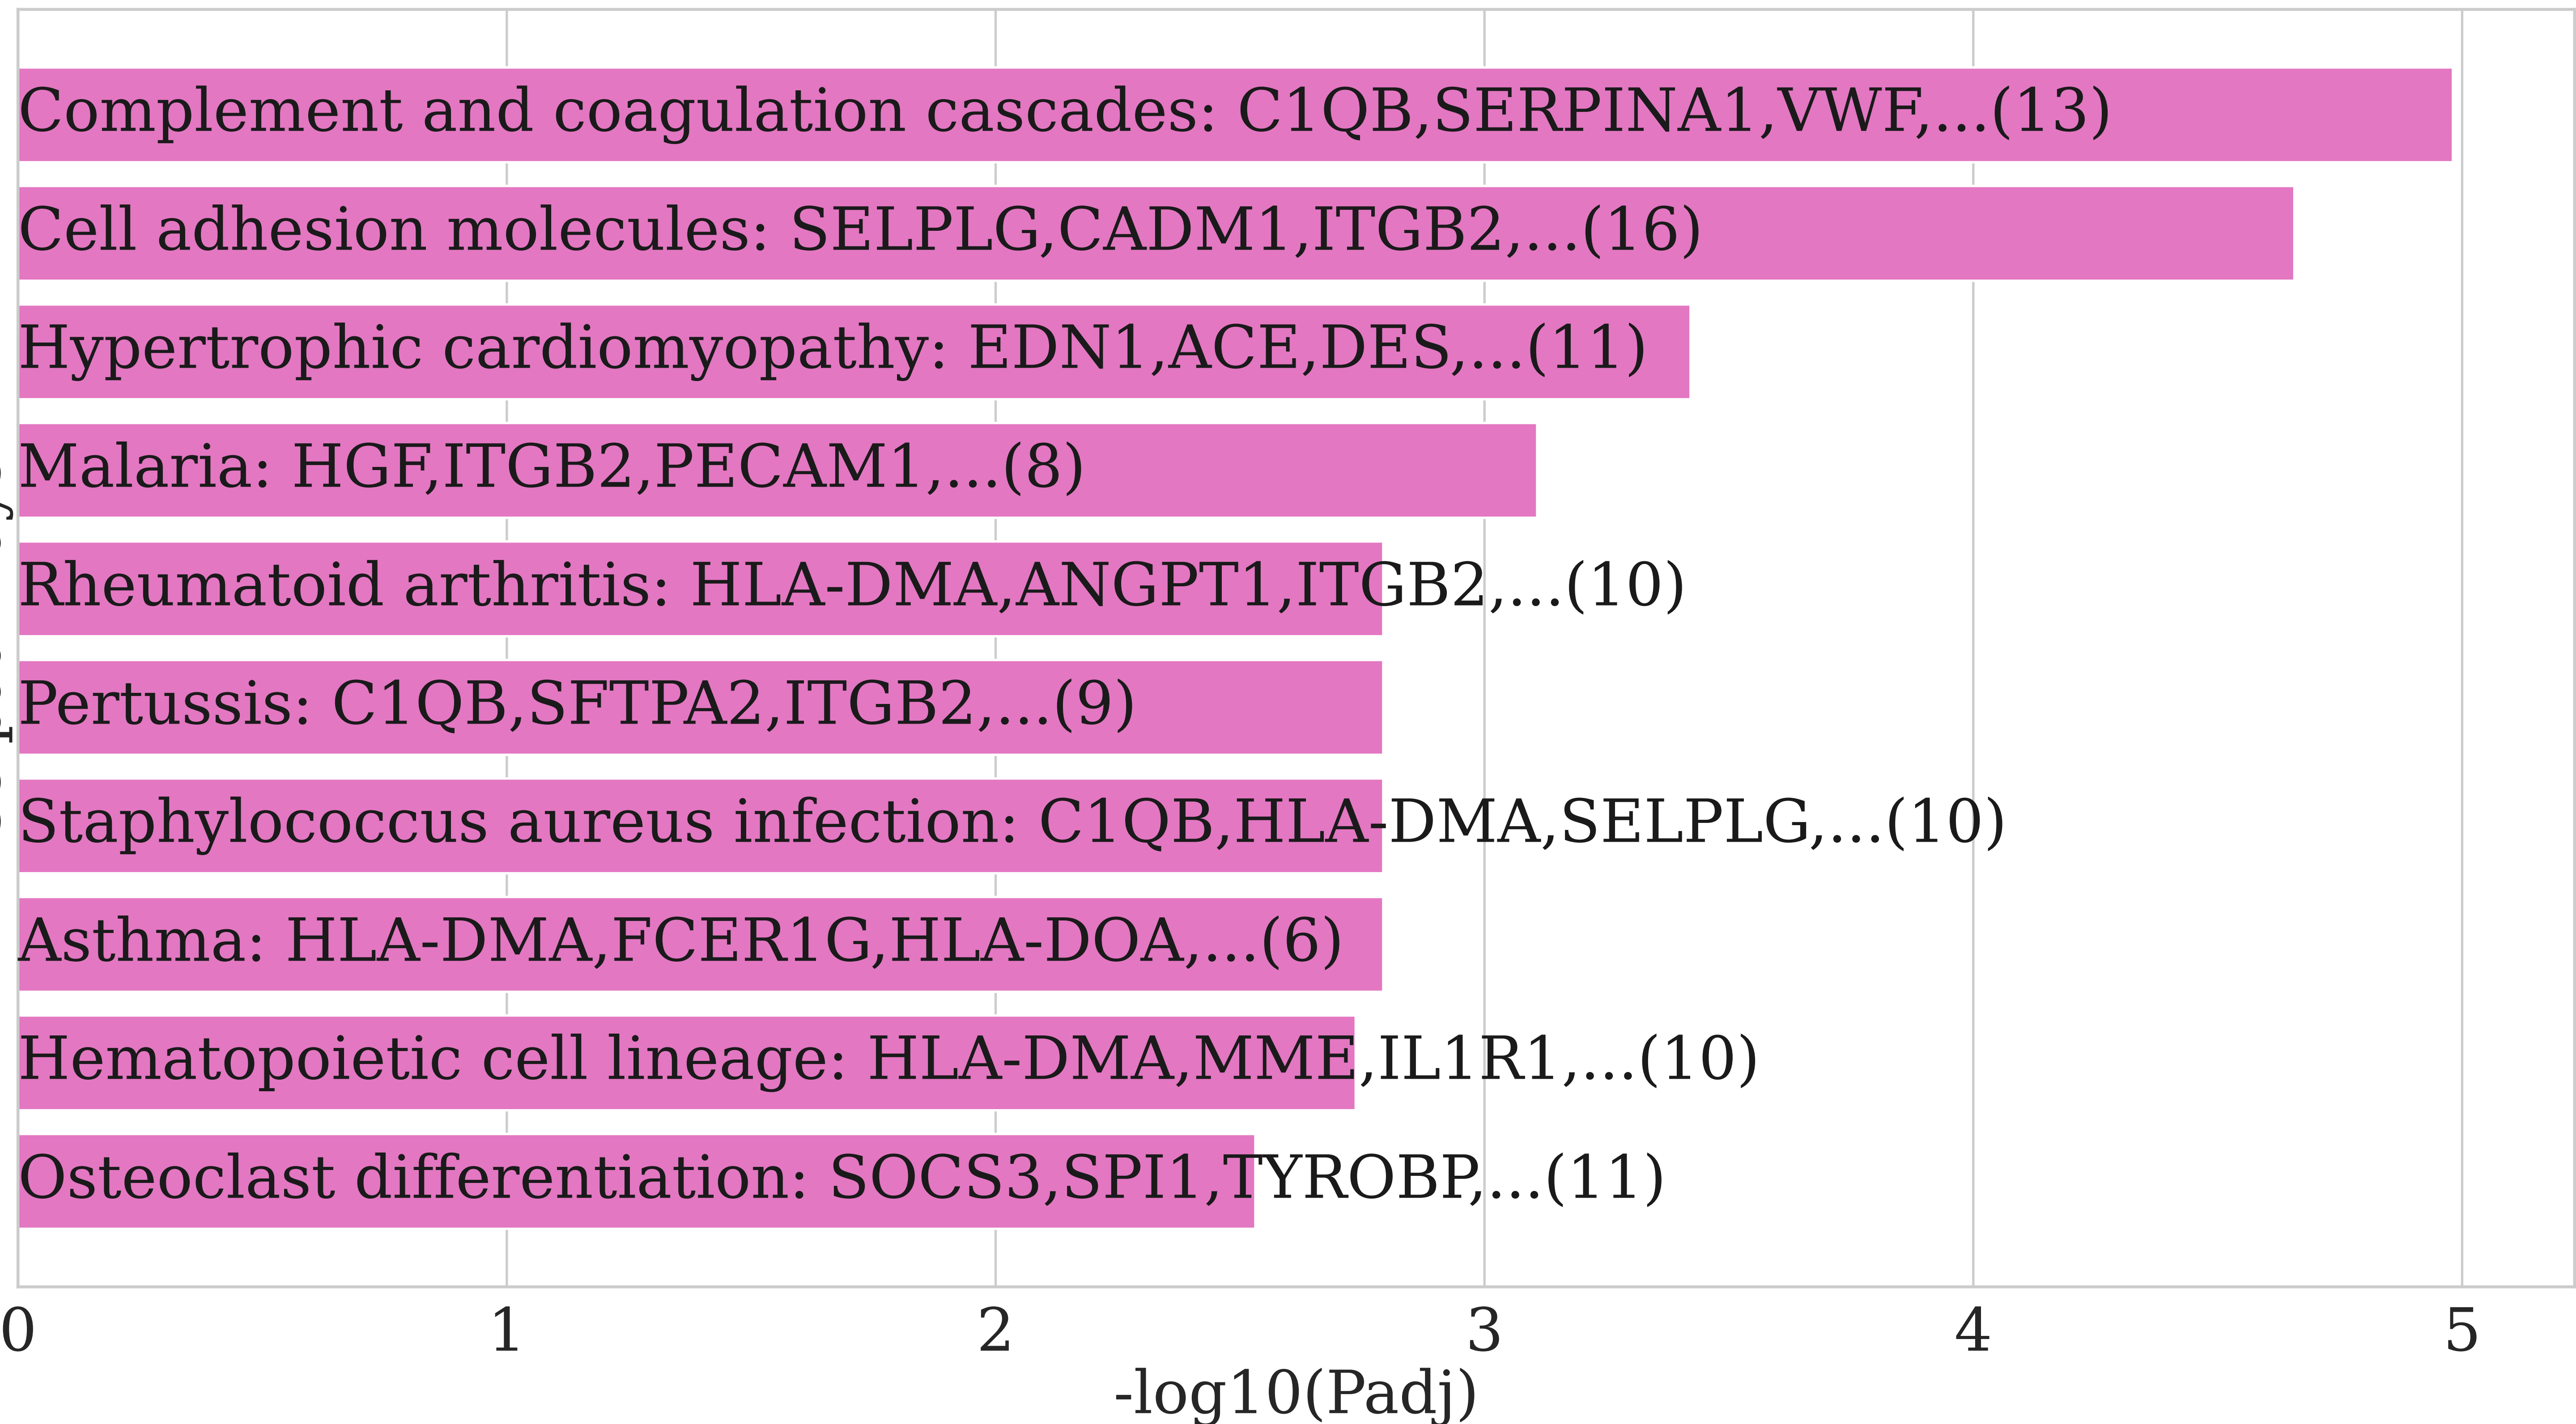 Complement and coagulation cascades: C1QB,SERPINA1,VWF,...(13)
Cell adhesion molecules: SELPLG,CADM1,ITGB2,...(16)
Hypertrophic cardiomyopathy: EDN1,ACE,DES,...(11)
Malaria: HGF,ITGB2,PECAM1,...(8)
Rheumatoid arthritis: HLA-DMA,ANGPT1,ITGB2,...(10)
Pertussis: C1QB,SFTPA2,ITGB2,...(9)
Staphylococcus aureus infection: C1QB,HLA-DMA,SELPLG,...(10)
Asthma: HLA-DMA,FCER1G,HLA-DOA,...(6)
Hematopoietic cell lineage: HLA-DMA,MME,IL1R1,...(10)
Osteoclast differentiation: SOCS3,SPI1,TYROBP,...(11)
0 1 2 3 4 5
-log10(Padj)